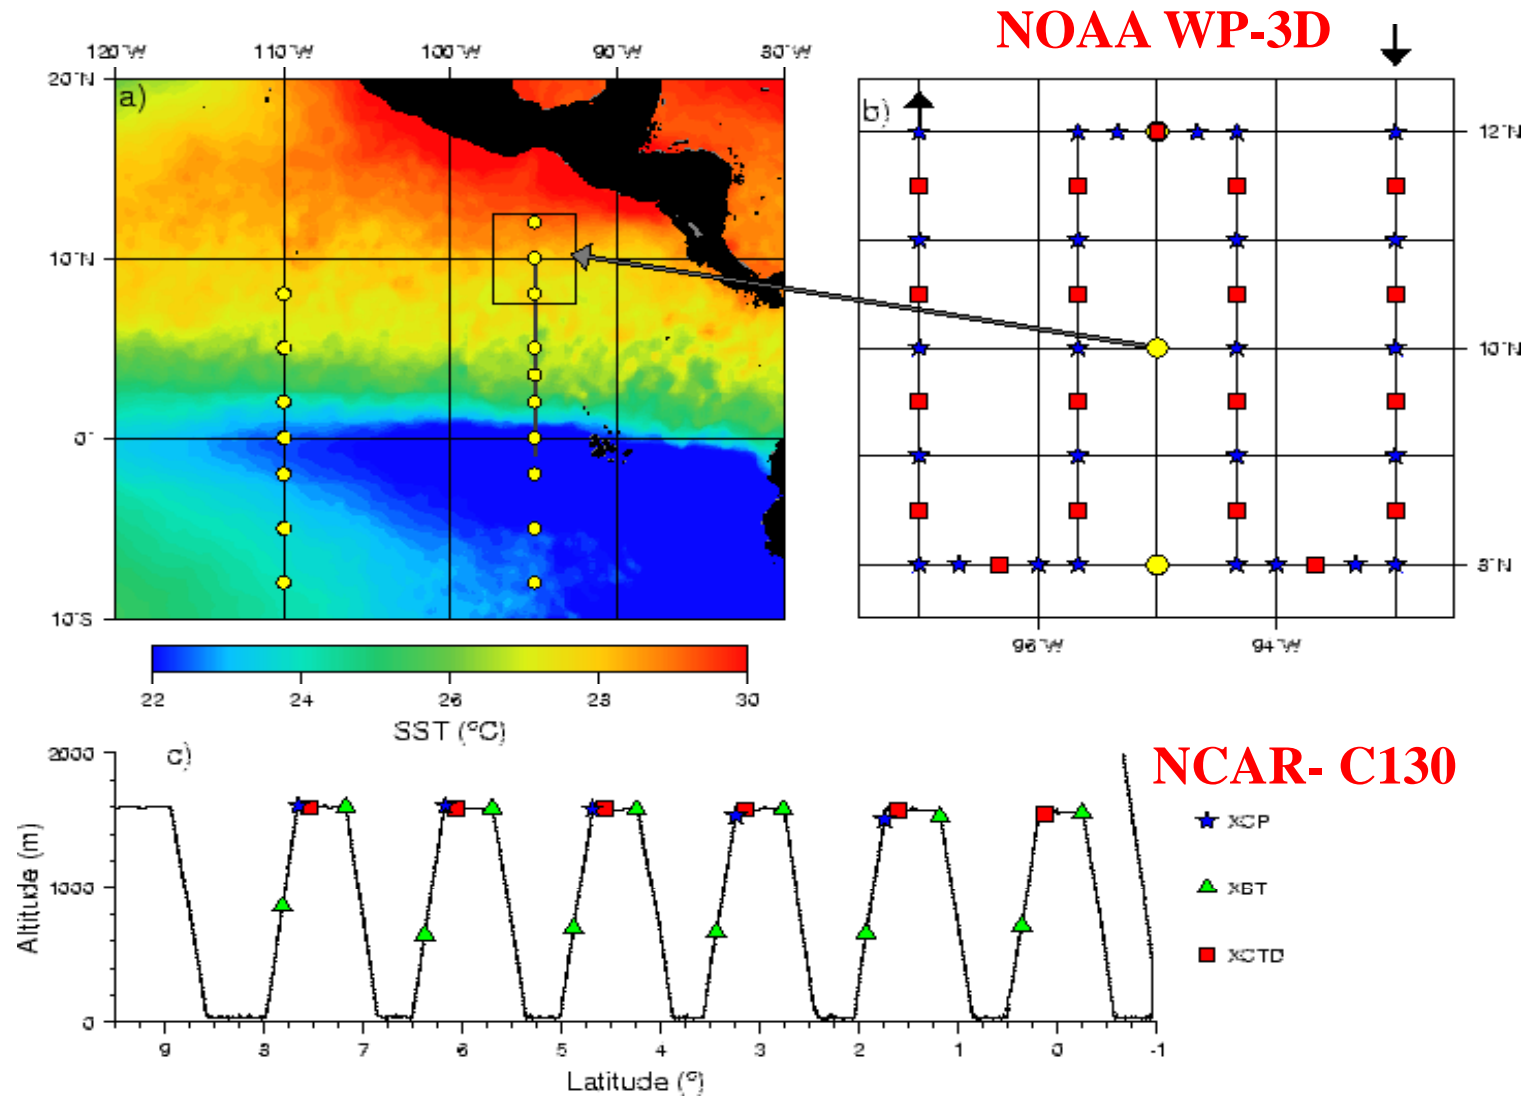 NOAA WP-3D
120°W 110°W 100°W 90°W 80°W
20°N
10°N
0°
10°S
a)
b)
12°N
10°N
8°N
96°W 94°W
22 24 26 28 30
SST (°C)
c)
NCAR- C130
2000
1000
0
Altitude (m)
XCP
XBT
XCTD
9 8 7 6 5 4 3 2 1 0 -1
Latitude (°)